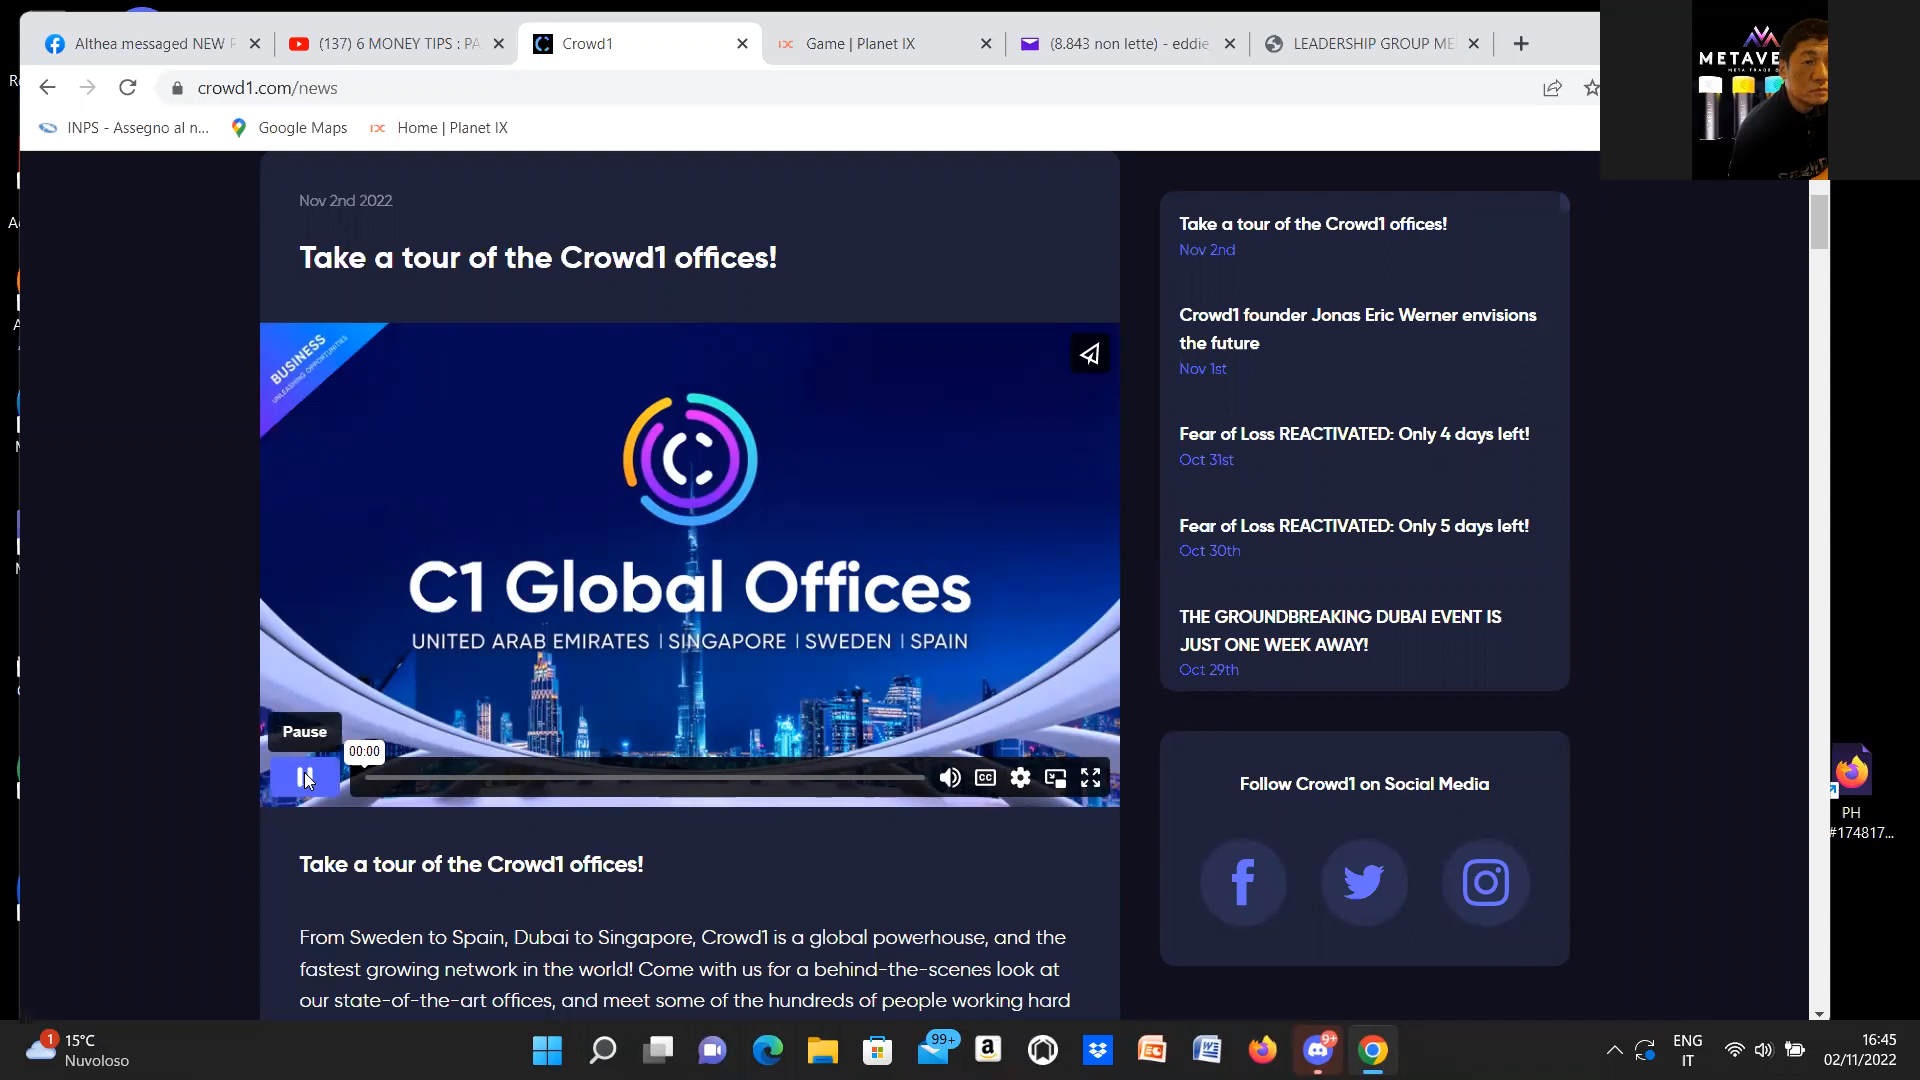 Althea messaged NEW P
(137) 6 MONEY TIPS : PA
Crowd1
Game | Planet IX
(8.843 non lette) - eddie
LEADERSHIP GROUP ME
crowd1.com/news
INPS - Assegno al n...
Google Maps
Home | Planet IX
METAVE
Nov 2nd 2022
Take a tour of the Crowd1 offices!
BUSINESS
UNLEASHING OPPORTUNITIES
C1 Global Offices
UNITED ARAB EMIRATES | SINGAPORE | SWEDEN | SPAIN
Pause
00:00
CC
Take a tour of the Crowd1 offices!
From Sweden to Spain, Dubai to Singapore, Crowd1 is a global powerhouse, and the
fastest growing network in the world! Come with us for a behind-the-scenes look at
our state-of-the-art offices, and meet some of the hundreds of people working hard
Take a tour of the Crowd1 offices!
Nov 2nd
Crowd1 founder Jonas Eric Werner envisions
the future
Nov 1st
Fear of Loss REACTIVATED: Only 4 days left!
Oct 31st
Fear of Loss REACTIVATED: Only 5 days left!
Oct 30th
THE GROUNDBREAKING DUBAI EVENT IS
JUST ONE WEEK AWAY!
Oct 29th
Follow Crowd1 on Social Media
PH
#174817...
1
15°C
Nuvoloso
99+
9+
ENG
IT
16:45
02/11/2022